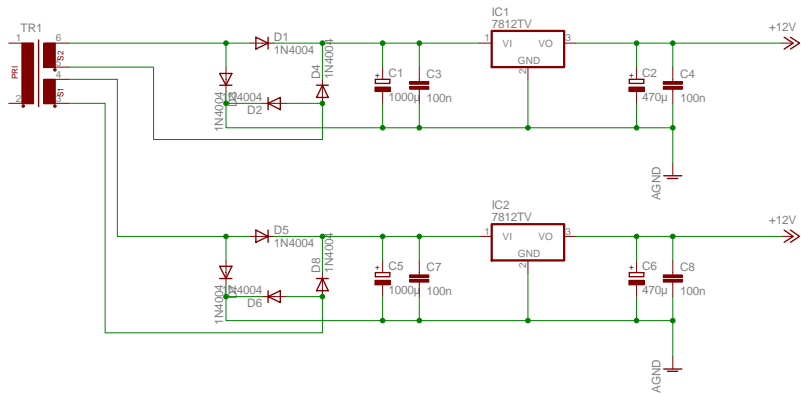 TR1
1
6
S2
5
PRI
4
S1
2
3
D1
1N4004
1N4004
D2
1N4004
D4
1N4004
C1
1000µ
C3
100n
IC1
7812TV
1
VI
VO
3
GND
2
C2
470µ
C4
100n
+12V
AGND
D5
1N4004
1N4004
D6
1N4004
D8
1N4004
C5
1000µ
C7
100n
IC2
7812TV
1
VI
VO
3
GND
2
C6
470µ
C8
100n
+12V
AGND